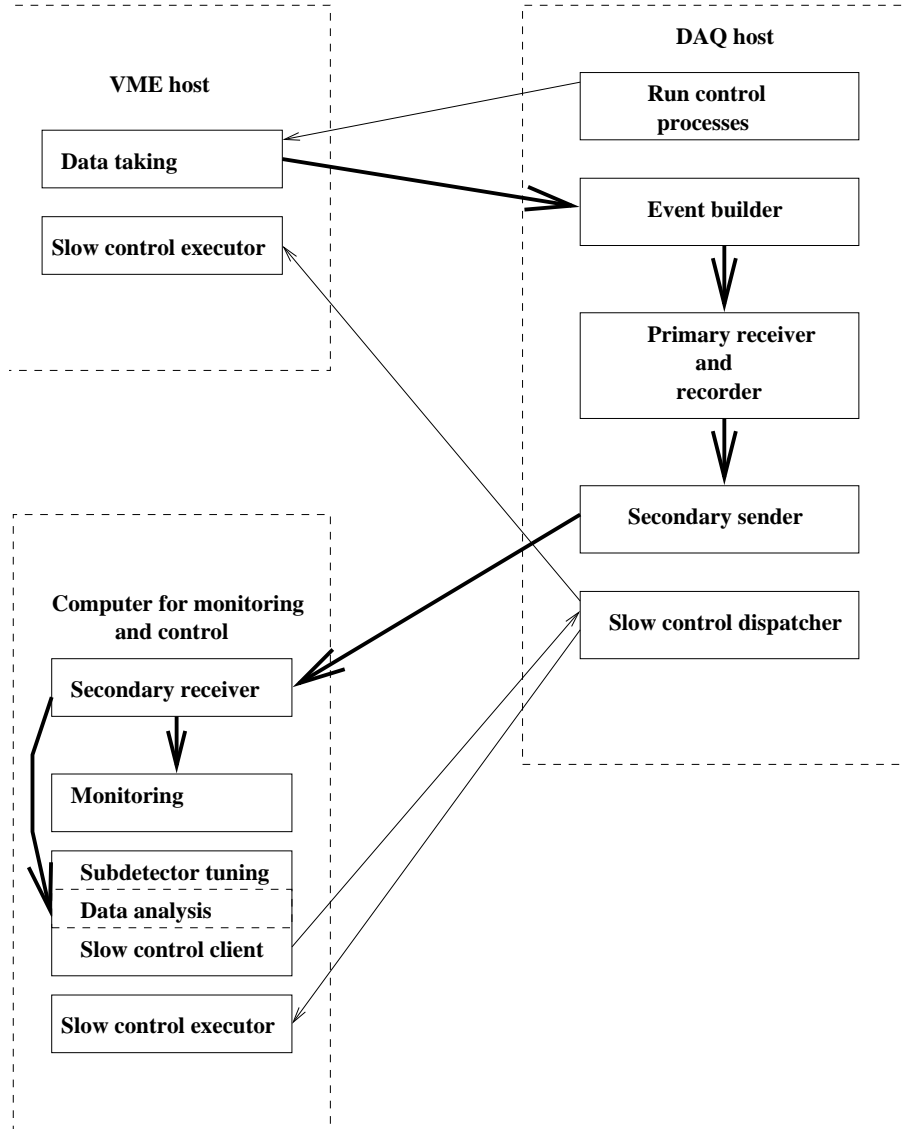 VME host
Data taking
Slow control executor
DAQ host
Run control
processes
Event builder
Primary receiver
and
recorder
Secondary sender
Slow control dispatcher
Computer for monitoring
and control
Secondary receiver
Monitoring
Subdetector tuning
Data analysis
Slow control client
Slow control executor